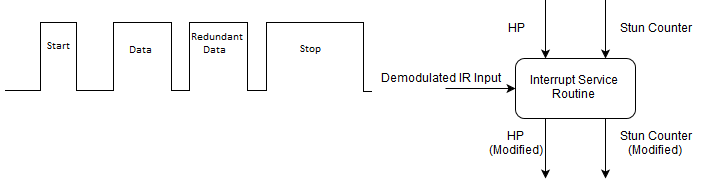 Start
Data
Redundant
Data
Stop
Demodulated IR Input
HP
Stun Counter
Interrupt Service
Routine
HP
(Modified)
Stun Counter
(Modified)